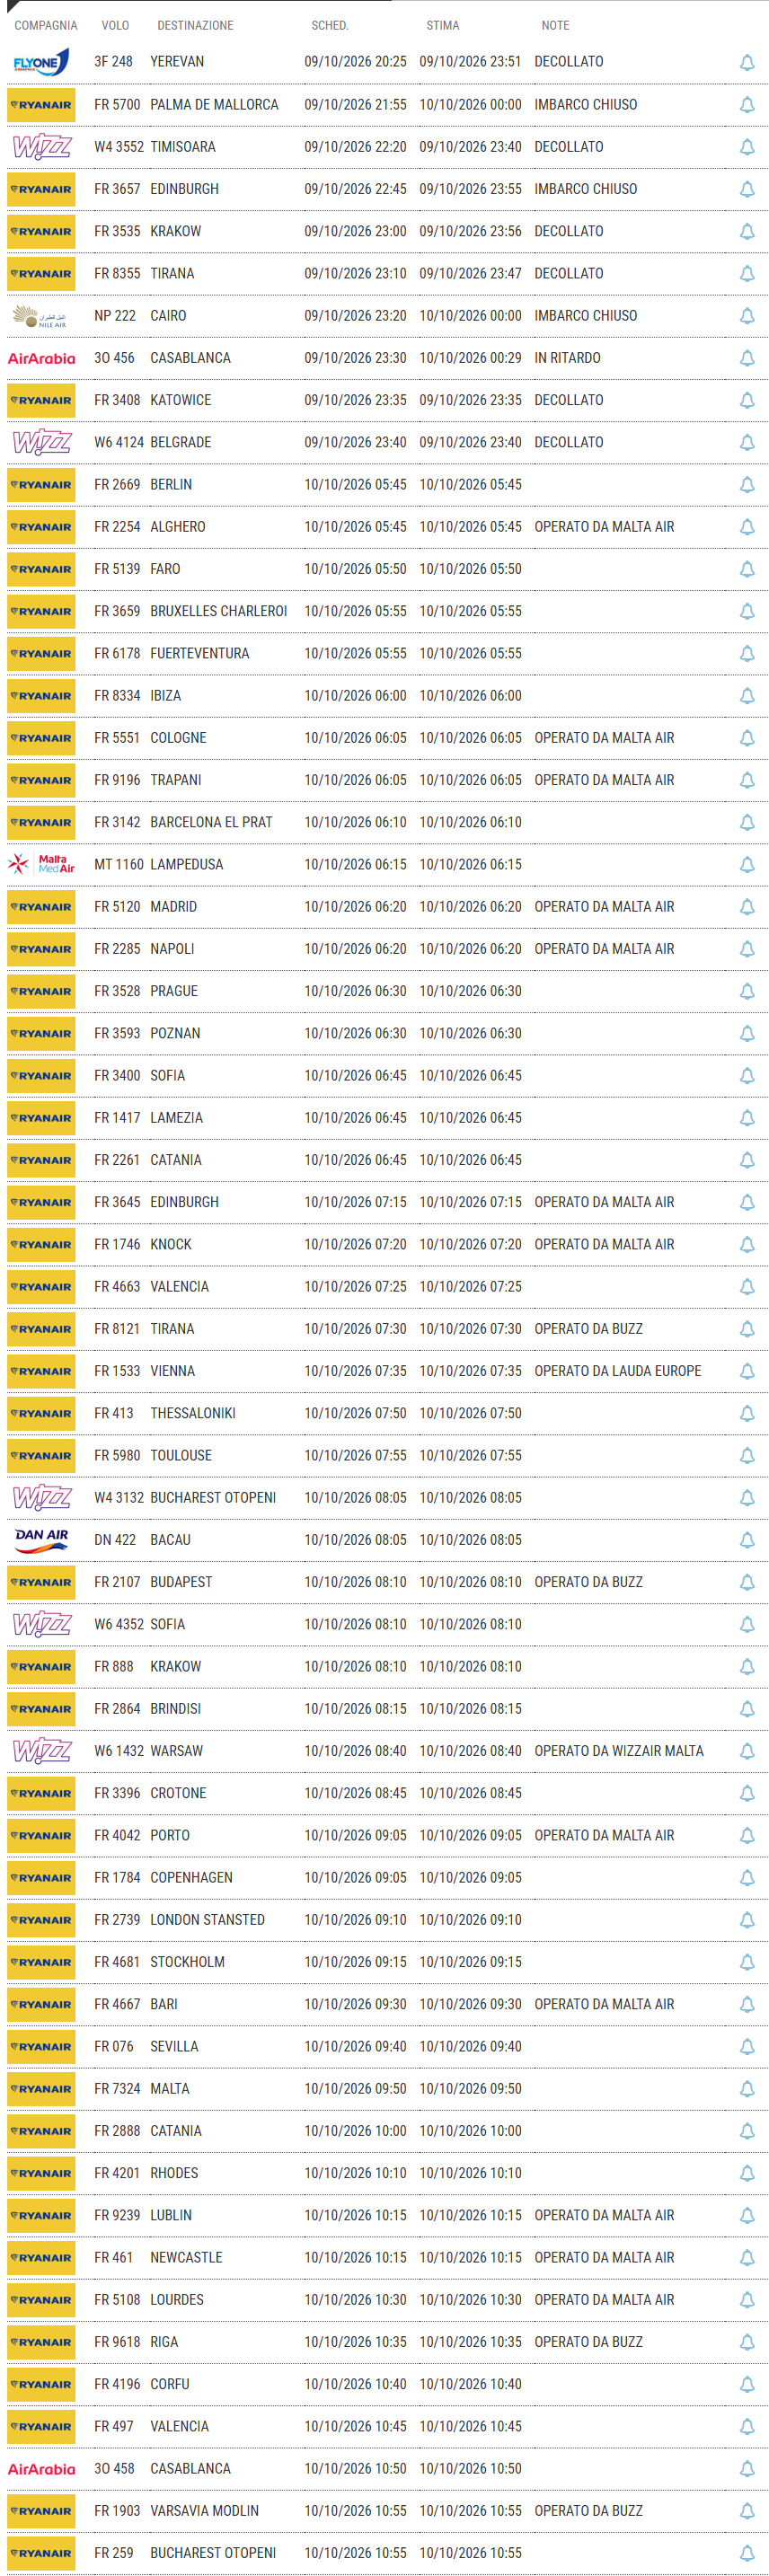 COMPAGNIA VOLO DESTINAZIONE SCHED. STIMA NOTE
FLYONE ARMENIA 3F 248 YEREVAN 09/10/2026 20:25 09/10/2026 23:51 DECOLLATO
RYANAIR FR 5700 PALMA DE MALLORCA 09/10/2026 21:55 10/10/2026 00:00 IMBARCO CHIUSO
WIZZ W4 3552 TIMISOARA 09/10/2026 22:20 09/10/2026 23:40 DECOLLATO
RYANAIR FR 3657 EDINBURGH 09/10/2026 22:45 09/10/2026 23:55 IMBARCO CHIUSO
RYANAIR FR 3535 KRAKOW 09/10/2026 23:00 09/10/2026 23:56 DECOLLATO
RYANAIR FR 8355 TIRANA 09/10/2026 23:10 09/10/2026 23:47 DECOLLATO
النيل للطيران NILE AIR NP 222 CAIRO 09/10/2026 23:20 10/10/2026 00:00 IMBARCO CHIUSO
AirArabia 3O 456 CASABLANCA 09/10/2026 23:30 10/10/2026 00:29 IN RITARDO
RYANAIR FR 3408 KATOWICE 09/10/2026 23:35 09/10/2026 23:35 DECOLLATO
WIZZ W6 4124 BELGRADE 09/10/2026 23:40 09/10/2026 23:40 DECOLLATO
RYANAIR FR 2669 BERLIN 10/10/2026 05:45 10/10/2026 05:45
RYANAIR FR 2254 ALGHERO 10/10/2026 05:45 10/10/2026 05:45 OPERATO DA MALTA AIR
RYANAIR FR 5139 FARO 10/10/2026 05:50 10/10/2026 05:50
RYANAIR FR 3659 BRUXELLES CHARLEROI 10/10/2026 05:55 10/10/2026 05:55
RYANAIR FR 6178 FUERTEVENTURA 10/10/2026 05:55 10/10/2026 05:55
RYANAIR FR 8334 IBIZA 10/10/2026 06:00 10/10/2026 06:00
RYANAIR FR 5551 COLOGNE 10/10/2026 06:05 10/10/2026 06:05 OPERATO DA MALTA AIR
RYANAIR FR 9196 TRAPANI 10/10/2026 06:05 10/10/2026 06:05 OPERATO DA MALTA AIR
RYANAIR FR 3142 BARCELONA EL PRAT 10/10/2026 06:10 10/10/2026 06:10
Malta MedAir MT 1160 LAMPEDUSA 10/10/2026 06:15 10/10/2026 06:15
RYANAIR FR 5120 MADRID 10/10/2026 06:20 10/10/2026 06:20 OPERATO DA MALTA AIR
RYANAIR FR 2285 NAPOLI 10/10/2026 06:20 10/10/2026 06:20 OPERATO DA MALTA AIR
RYANAIR FR 3528 PRAGUE 10/10/2026 06:30 10/10/2026 06:30
RYANAIR FR 3593 POZNAN 10/10/2026 06:30 10/10/2026 06:30
RYANAIR FR 3400 SOFIA 10/10/2026 06:45 10/10/2026 06:45
RYANAIR FR 1417 LAMEZIA 10/10/2026 06:45 10/10/2026 06:45
RYANAIR FR 2261 CATANIA 10/10/2026 06:45 10/10/2026 06:45
RYANAIR FR 3645 EDINBURGH 10/10/2026 07:15 10/10/2026 07:15 OPERATO DA MALTA AIR
RYANAIR FR 1746 KNOCK 10/10/2026 07:20 10/10/2026 07:20 OPERATO DA MALTA AIR
RYANAIR FR 4663 VALENCIA 10/10/2026 07:25 10/10/2026 07:25
RYANAIR FR 8121 TIRANA 10/10/2026 07:30 10/10/2026 07:30 OPERATO DA BUZZ
RYANAIR FR 1533 VIENNA 10/10/2026 07:35 10/10/2026 07:35 OPERATO DA LAUDA EUROPE
RYANAIR FR 413 THESSALONIKI 10/10/2026 07:50 10/10/2026 07:50
RYANAIR FR 5980 TOULOUSE 10/10/2026 07:55 10/10/2026 07:55
WIZZ W4 3132 BUCHAREST OTOPENI 10/10/2026 08:05 10/10/2026 08:05
DAN AIR DN 422 BACAU 10/10/2026 08:05 10/10/2026 08:05
RYANAIR FR 2107 BUDAPEST 10/10/2026 08:10 10/10/2026 08:10 OPERATO DA BUZZ
WIZZ W6 4352 SOFIA 10/10/2026 08:10 10/10/2026 08:10
RYANAIR FR 888 KRAKOW 10/10/2026 08:10 10/10/2026 08:10
RYANAIR FR 2864 BRINDISI 10/10/2026 08:15 10/10/2026 08:15
WIZZ W6 1432 WARSAW 10/10/2026 08:40 10/10/2026 08:40 OPERATO DA WIZZAIR MALTA
RYANAIR FR 3396 CROTONE 10/10/2026 08:45 10/10/2026 08:45
RYANAIR FR 4042 PORTO 10/10/2026 09:05 10/10/2026 09:05 OPERATO DA MALTA AIR
RYANAIR FR 1784 COPENHAGEN 10/10/2026 09:05 10/10/2026 09:05
RYANAIR FR 2739 LONDON STANSTED 10/10/2026 09:10 10/10/2026 09:10
RYANAIR FR 4681 STOCKHOLM 10/10/2026 09:15 10/10/2026 09:15
RYANAIR FR 4667 BARI 10/10/2026 09:30 10/10/2026 09:30 OPERATO DA MALTA AIR
RYANAIR FR 076 SEVILLA 10/10/2026 09:40 10/10/2026 09:40
RYANAIR FR 7324 MALTA 10/10/2026 09:50 10/10/2026 09:50
RYANAIR FR 2888 CATANIA 10/10/2026 10:00 10/10/2026 10:00
RYANAIR FR 4201 RHODES 10/10/2026 10:10 10/10/2026 10:10
RYANAIR FR 9239 LUBLIN 10/10/2026 10:15 10/10/2026 10:15 OPERATO DA MALTA AIR
RYANAIR FR 461 NEWCASTLE 10/10/2026 10:15 10/10/2026 10:15 OPERATO DA MALTA AIR
RYANAIR FR 5108 LOURDES 10/10/2026 10:30 10/10/2026 10:30 OPERATO DA MALTA AIR
RYANAIR FR 9618 RIGA 10/10/2026 10:35 10/10/2026 10:35 OPERATO DA BUZZ
RYANAIR FR 4196 CORFU 10/10/2026 10:40 10/10/2026 10:40
RYANAIR FR 497 VALENCIA 10/10/2026 10:45 10/10/2026 10:45
AirArabia 3O 458 CASABLANCA 10/10/2026 10:50 10/10/2026 10:50
RYANAIR FR 1903 VARSAVIA MODLIN 10/10/2026 10:55 10/10/2026 10:55 OPERATO DA BUZZ
RYANAIR FR 259 BUCHAREST OTOPENI 10/10/2026 10:55 10/10/2026 10:55